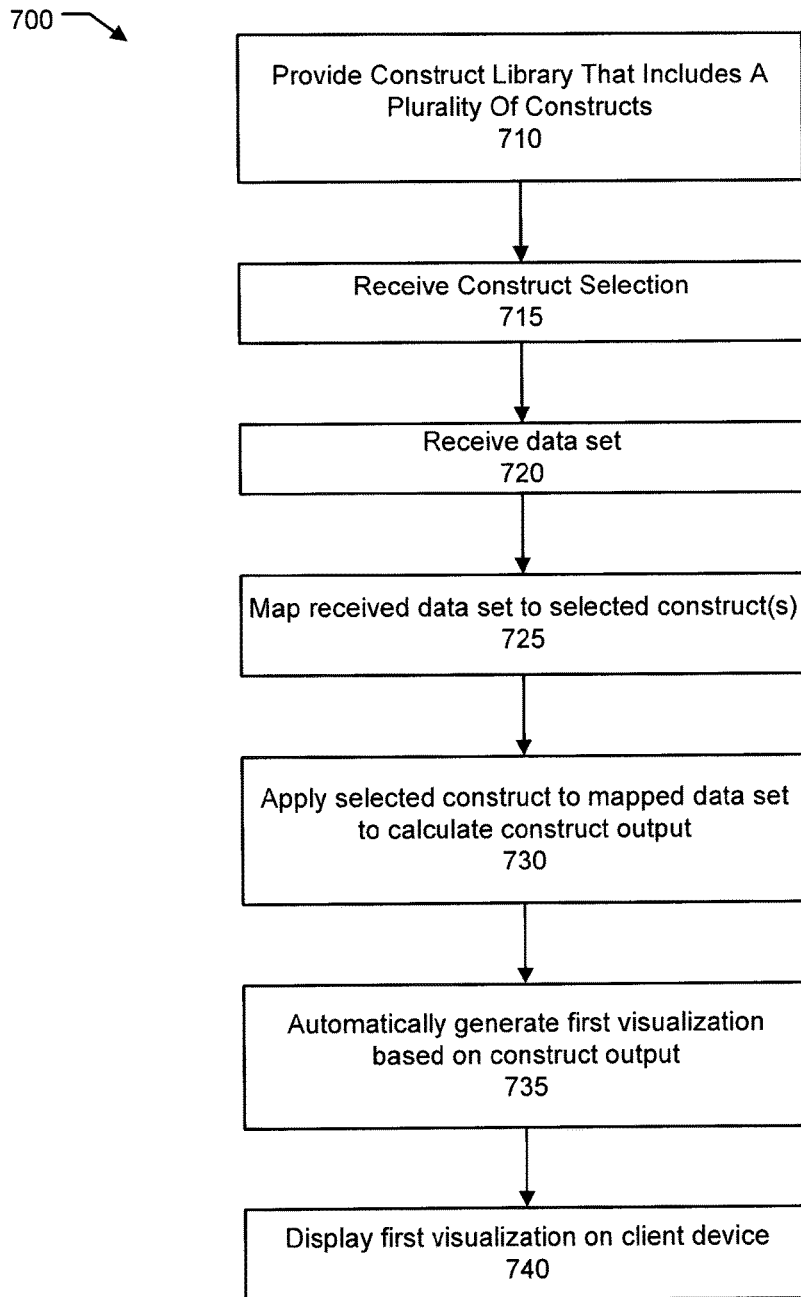 700
Provide Construct Library That Includes A
Plurality Of Constructs
710
Receive Construct Selection
715
Receive data set
720
Map received data set to selected construct(s)
725
Apply selected construct to mapped data set
to calculate construct output
730
Automatically generate first visualization
based on construct output
735
Display first visualization on client device
740